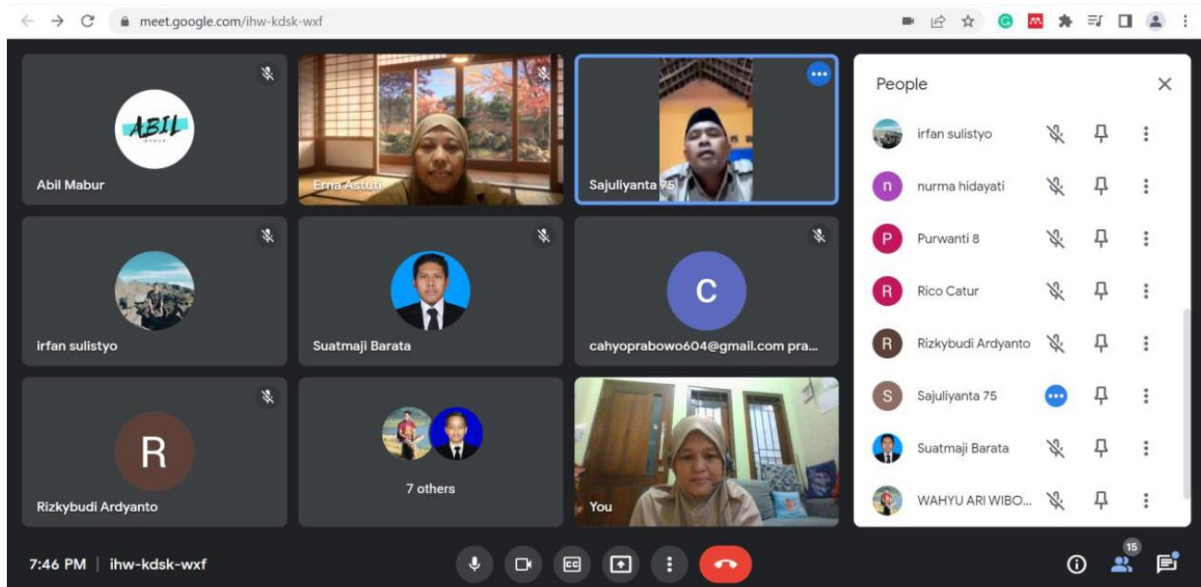 meet.google.com/ihw-kdsk-wxf
ABIL
MABUR
Abil Mabur
Erna Astuti
Sajuliyanta 75
irfan sulistyo
Suatmaji Barata
C
cahyoprabowo604@gmail.com pra...
R
Rizkybudi Ardyanto
7 others
You
People
irfan sulistyo
n
nurma hidayati
P
Purwanti 8
R
Rico Catur
R
Rizkybudi Ardyanto
S
Sajuliyanta 75
Suatmaji Barata
WAHYU ARI WIBO...
7:46 PM | ihw-kdsk-wxf
CC
15